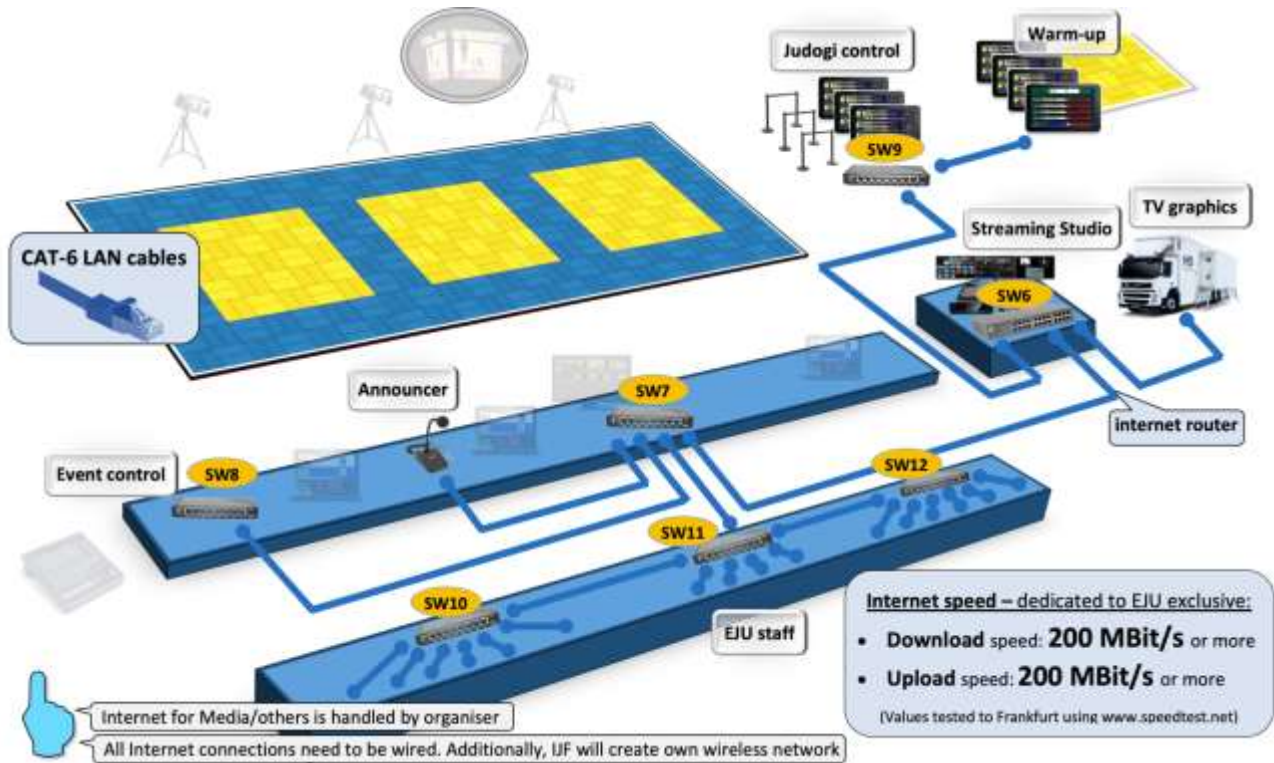 Judogi control
Warm-up
SW9
CAT-6 LAN cables
Streaming Studio
TV graphics
SW6
Announcer
SW7
internet router
Event control
SW8
SW12
SW11
SW10
EJU staff
Internet speed – dedicated to EJU exclusive:
• Download speed: 200 MBit/s or more
• Upload speed: 200 MBit/s or more
(Values tested to Frankfurt using www.speedtest.net)
Internet for Media/others is handled by organiser
All Internet connections need to be wired. Additionally, IJF will create own wireless network